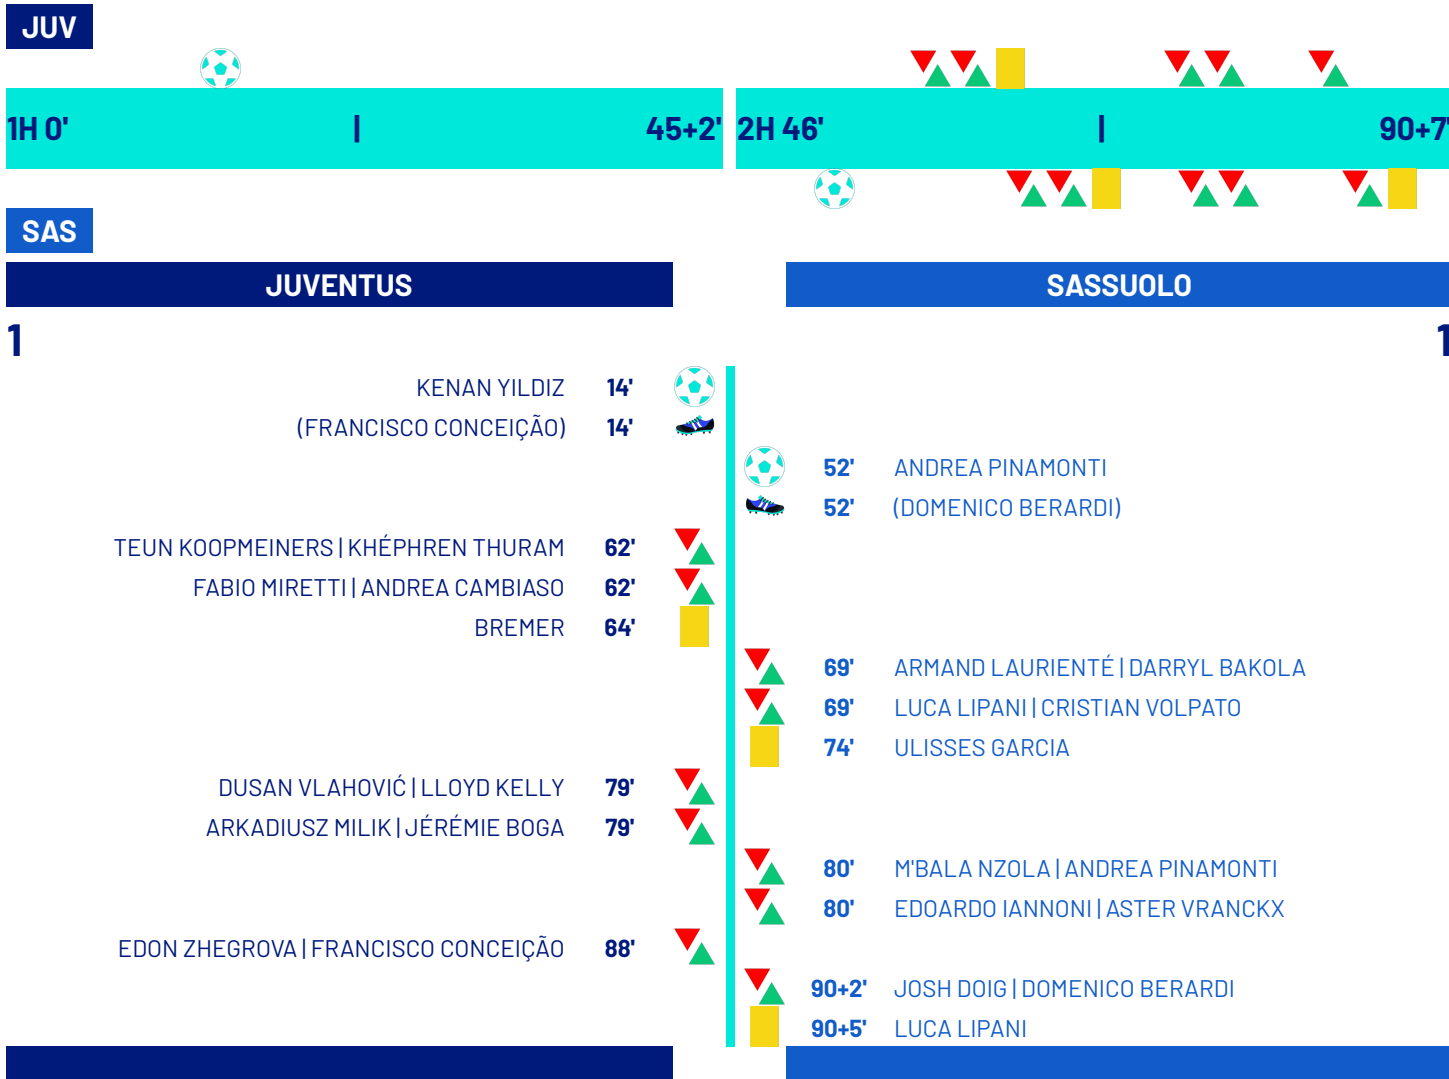 JUV
1H 0' | 45+2' 2H 46' | 90+7'
SAS
JUVENTUS SASSUOLO
1 1
KENAN YILDIZ 14'
(FRANCISCO CONCEIÇÃO) 14'
52' ANDREA PINAMONTI
52' (DOMENICO BERARDI)
TEUN KOOPMEINERS | KHÉPHREN THURAM 62'
FABIO MIRETTI | ANDREA CAMBIASO 62'
BREMER 64'
69' ARMAND LAURIENTÉ | DARRYL BAKOLA
69' LUCA LIPANI | CRISTIAN VOLPATO
74' ULISSES GARCIA
DUSAN VLAHOVIĆ | LLOYD KELLY 79'
ARKADIUSZ MILIK | JÉRÉMIE BOGA 79'
80' M'BALA NZOLA | ANDREA PINAMONTI
80' EDOARDO IANNONI | ASTER VRANCKX
EDON ZHEGROVA | FRANCISCO CONCEIÇÃO 88'
90+2' JOSH DOIG | DOMENICO BERARDI
90+5' LUCA LIPANI